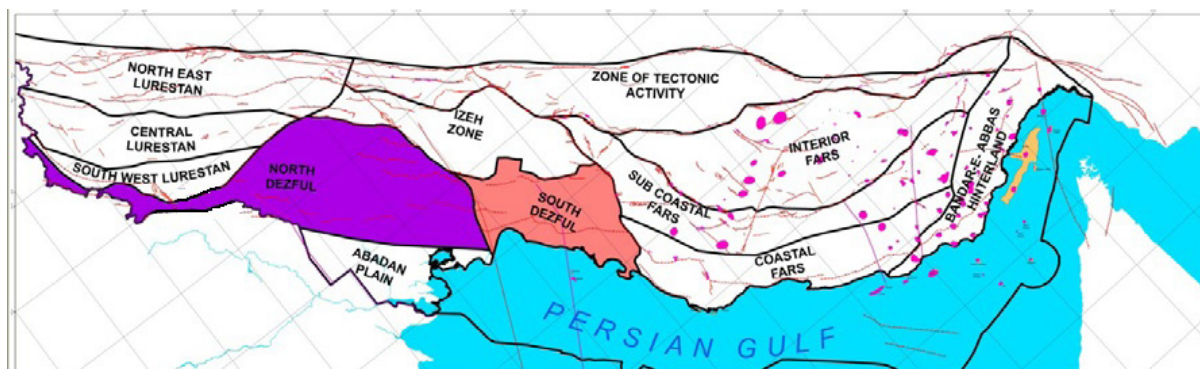 NORTH EAST
LURESTAN
CENTRAL
LURESTAN
SOUTH WEST LURESTAN
NORTH
DEZFUL
ABADAN
PLAIN
IZEH
ZONE
SOUTH
DEZFUL
ZONE OF TECTONIC
ACTIVITY
SUB COASTAL
FARS
INTERIOR
FARS
COASTAL
FARS
BANDAR-E- ABBAS
HINTERLAND
PERSIAN GULF